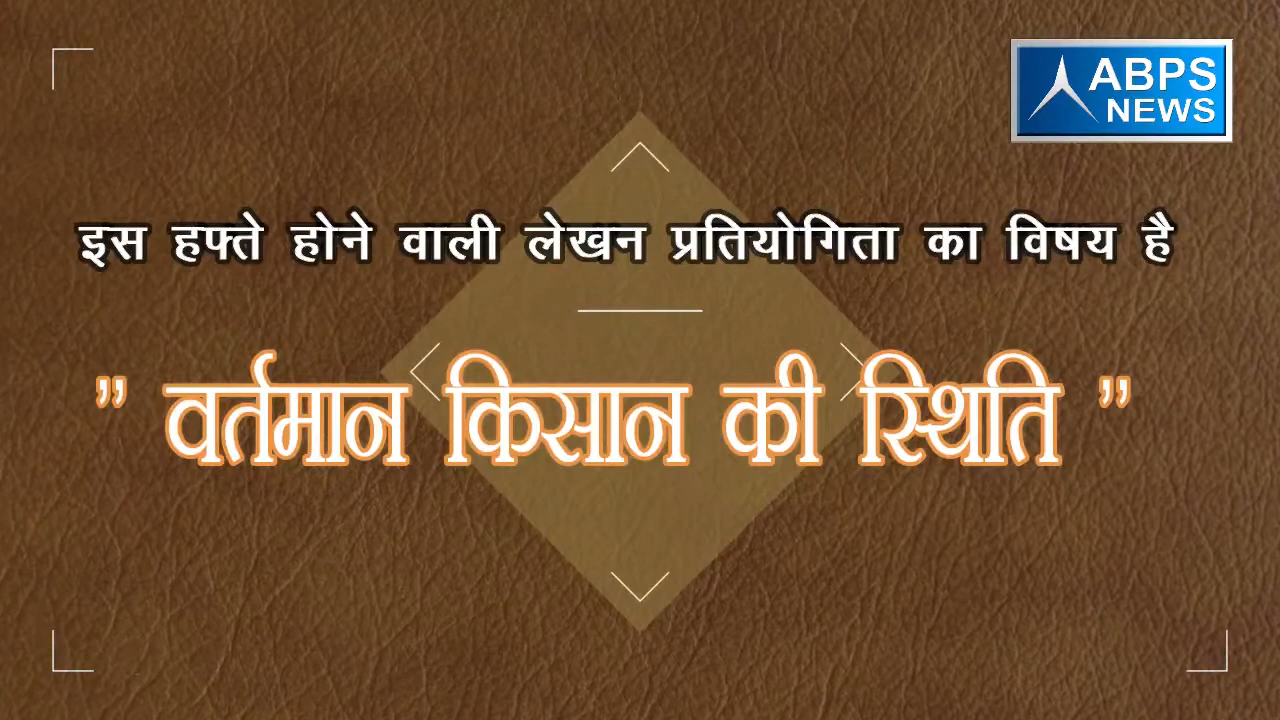 ABPS
NEWS
इस हफ्ते होने वाली लेखन प्रतियोगिता का विषय है
” वर्तमान किसान की स्थिति ”